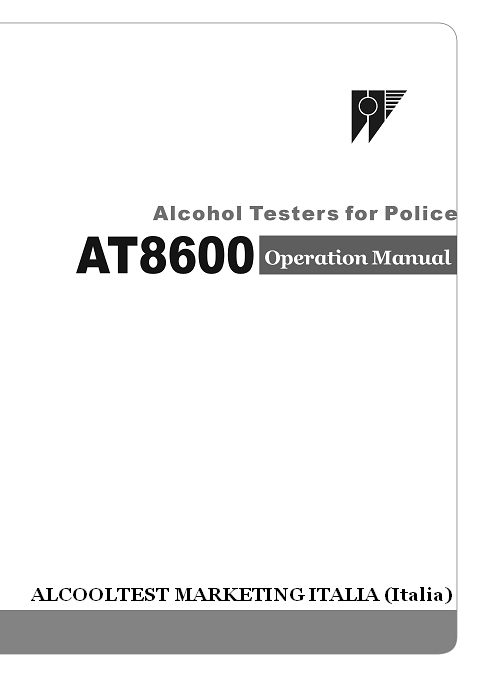 Alcohol Testers for Police
AT8600 Operation Manual
ALCOOLTEST MARKETING ITALIA (Italia)